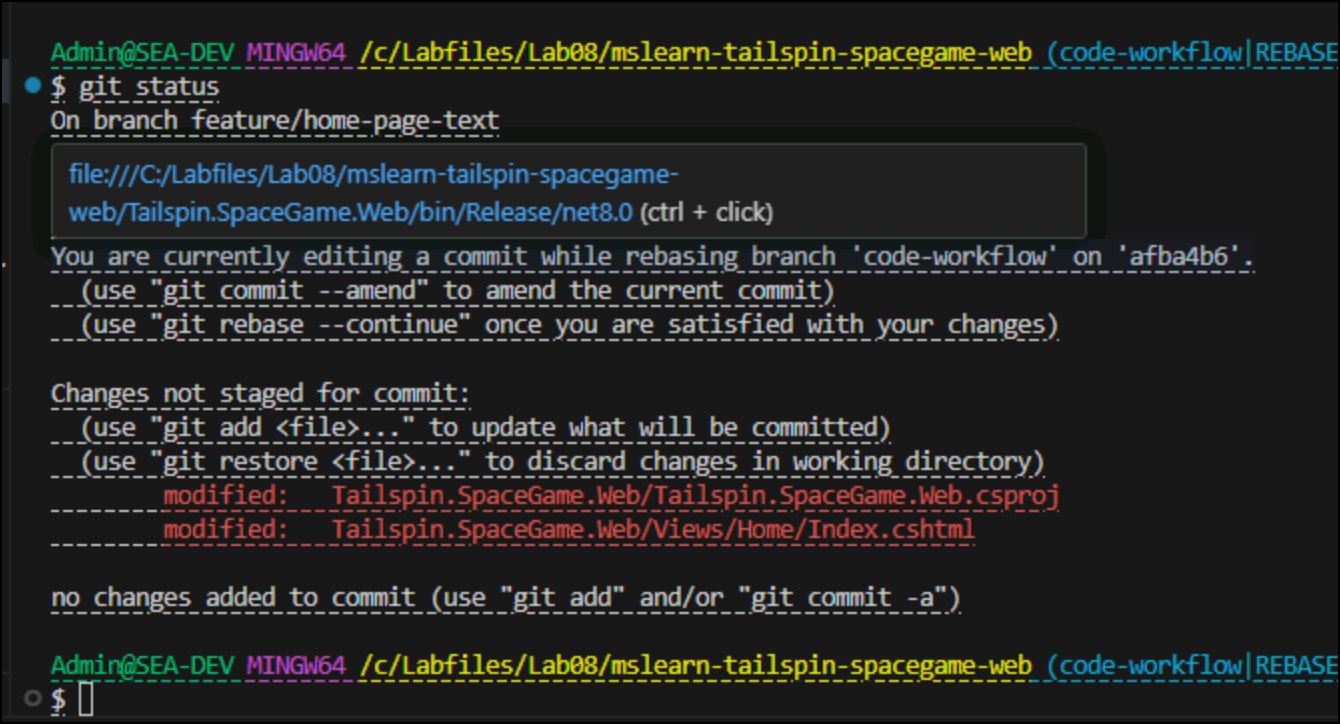 Admin@SEA-DEV MINGW64 /c/Labfiles/Lab08/mslearn-tailspin-spacegame-web (code-workflow|REBASE
$ git status
On branch feature/home-page-text
file:///C:/Labfiles/Lab08/mslearn-tailspin-spacegame-
web/Tailspin.SpaceGame.Web/bin/Release/net8.0 (ctrl + click)
You are currently editing a commit while rebasing branch 'code-workflow' on 'afba4b6'.
  (use "git commit --amend" to amend the current commit)
  (use "git rebase --continue" once you are satisfied with your changes)
Changes not staged for commit:
  (use "git add <file>..." to update what will be committed)
  (use "git restore <file>..." to discard changes in working directory)
        modified:   Tailspin.SpaceGame.Web/Tailspin.SpaceGame.Web.csproj
        modified:   Tailspin.SpaceGame.Web/Views/Home/Index.cshtml
no changes added to commit (use "git add" and/or "git commit -a")
Admin@SEA-DEV MINGW64 /c/Labfiles/Lab08/mslearn-tailspin-spacegame-web (code-workflow|REBASE
$